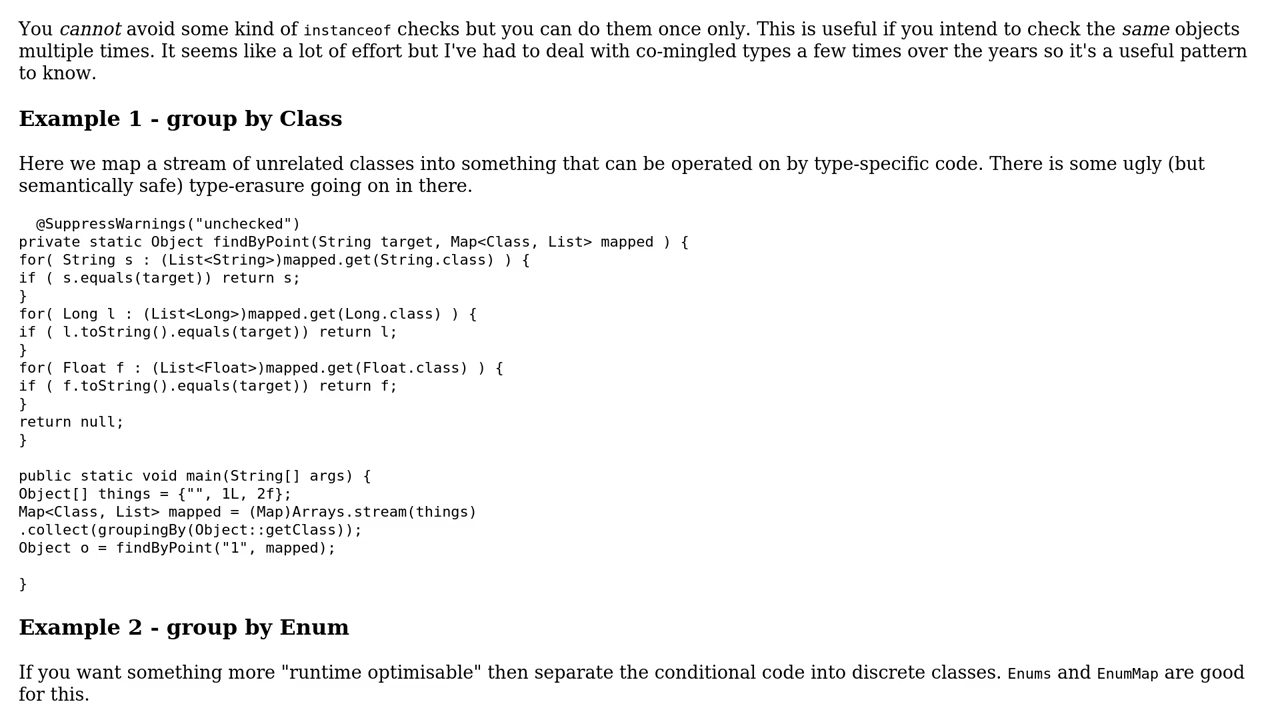 You cannot avoid some kind of instanceof checks but you can do them once only. This is useful if you intend to check the same objects
multiple times. It seems like a lot of effort but I've had to deal with co-mingled types a few times over the years so it's a useful pattern
to know.
Example 1 - group by Class
Here we map a stream of unrelated classes into something that can be operated on by type-specific code. There is some ugly (but
semantically safe) type-erasure going on in there.
@SuppressWarnings("unchecked")
private static Object findByPoint(String target, Map<Class, List> mapped ) {
for( String s : (List<String>)mapped.get(String.class) ) {
if ( s.equals(target)) return s;
}
for( Long l : (List<Long>)mapped.get(Long.class) ) {
if ( l.toString().equals(target)) return l;
}
for( Float f : (List<Float>)mapped.get(Float.class) ) {
if ( f.toString().equals(target)) return f;
}
return null;
}
public static void main(String[] args) {
Object[] things = {"", 1L, 2f};
Map<Class, List> mapped = (Map)Arrays.stream(things)
.collect(groupingBy(Object::getClass));
Object o = findByPoint("1", mapped);
}
Example 2 - group by Enum
If you want something more "runtime optimisable" then separate the conditional code into discrete classes. Enums and EnumMap are good
for this.